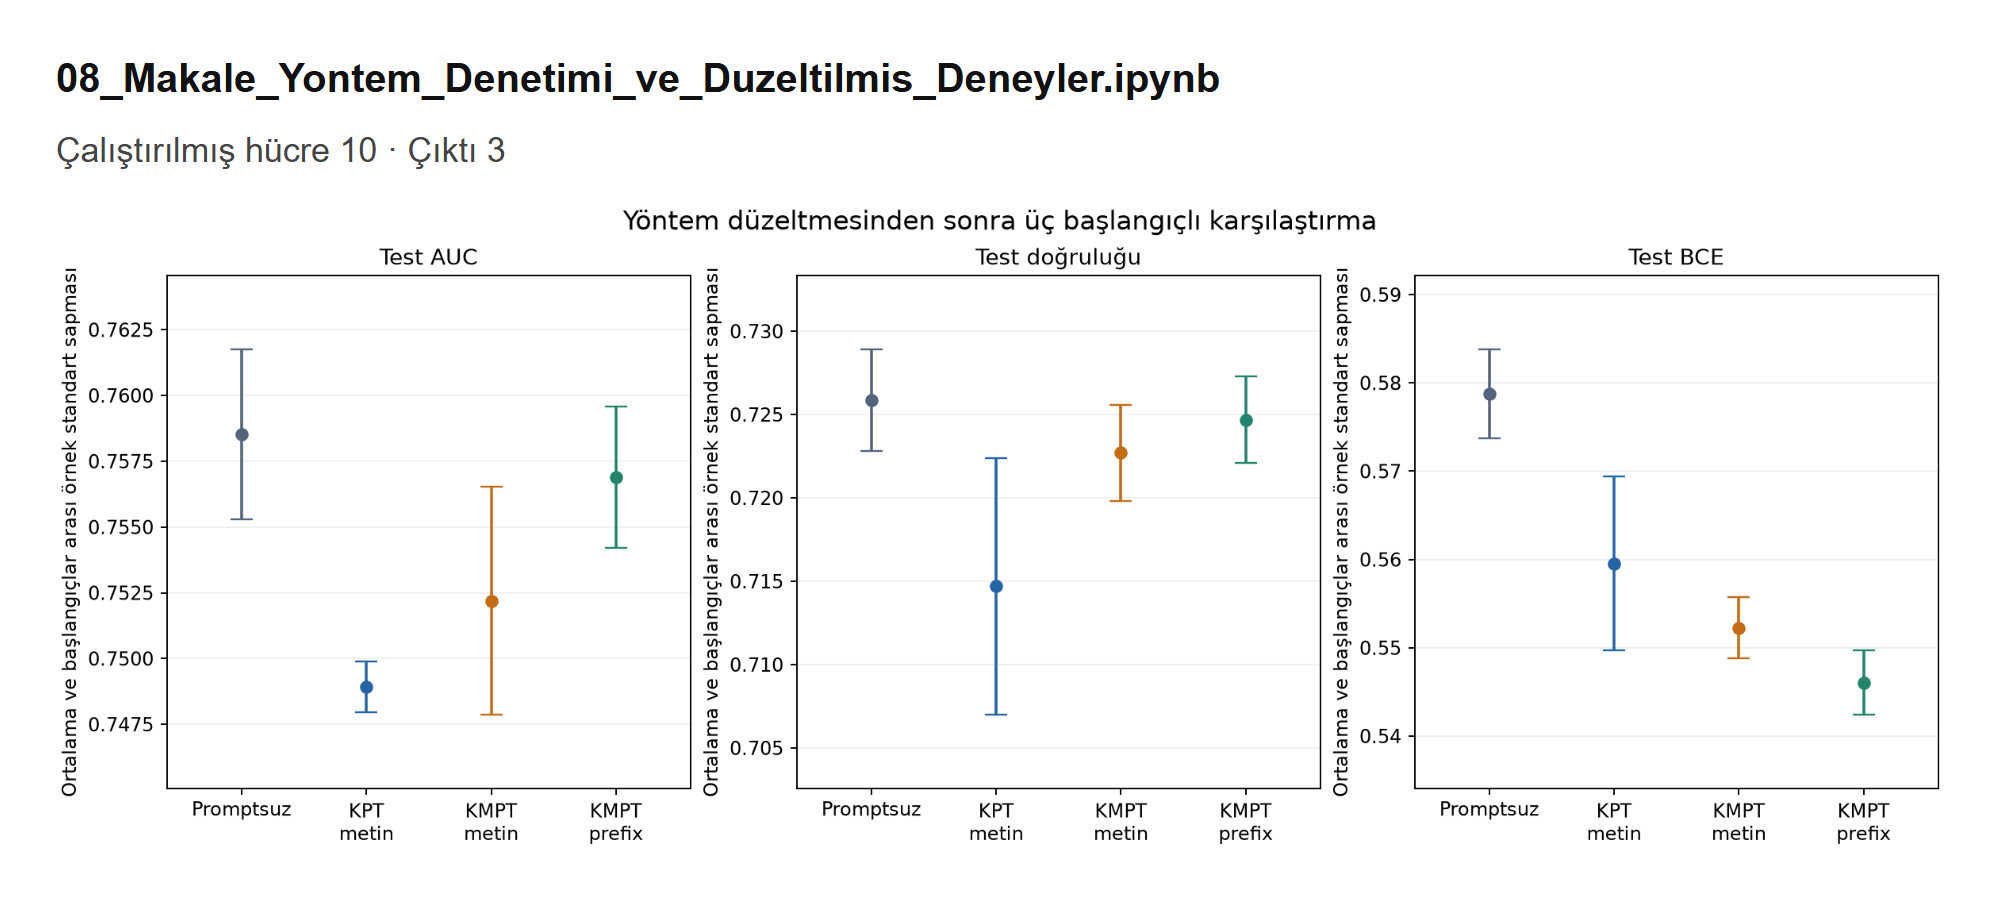 08_Makale_Yontem_Denetimi_ve_Duzeltilmis_Deneyler.ipynb
Çalıştırılmış hücre 10 · Çıktı 3
Yöntem düzeltmesinden sonra üç başlangıçlı karşılaştırma
Test AUC
Ortalama ve başlangıçlar arası örnek standart sapması
0.7625
0.7600
0.7575
0.7550
0.7525
0.7500
0.7475
Promptsuz
KPT
metin
KMPT
metin
KMPT
prefix
Test doğruluğu
Ortalama ve başlangıçlar arası örnek standart sapması
0.730
0.725
0.720
0.715
0.710
0.705
Promptsuz
KPT
metin
KMPT
metin
KMPT
prefix
Test BCE
Ortalama ve başlangıçlar arası örnek standart sapması
0.59
0.58
0.57
0.56
0.55
0.54
Promptsuz
KPT
metin
KMPT
metin
KMPT
prefix